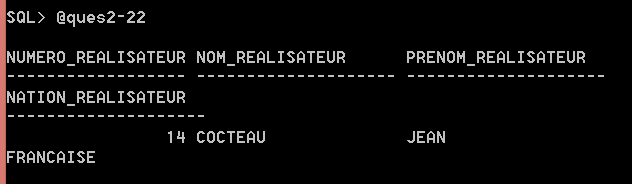 SQL> @ques2-22
NUMERO_REALISATEUR NOM_REALISATEUR      PRENOM_REALISATEUR
------------------ -------------------- --------------------
NATION_REALISATEUR
--------------------
                14 COCTEAU              JEAN
FRANCAISE